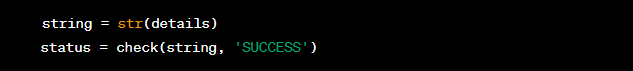 string = str(details)
status = check(string, 'SUCCESS')